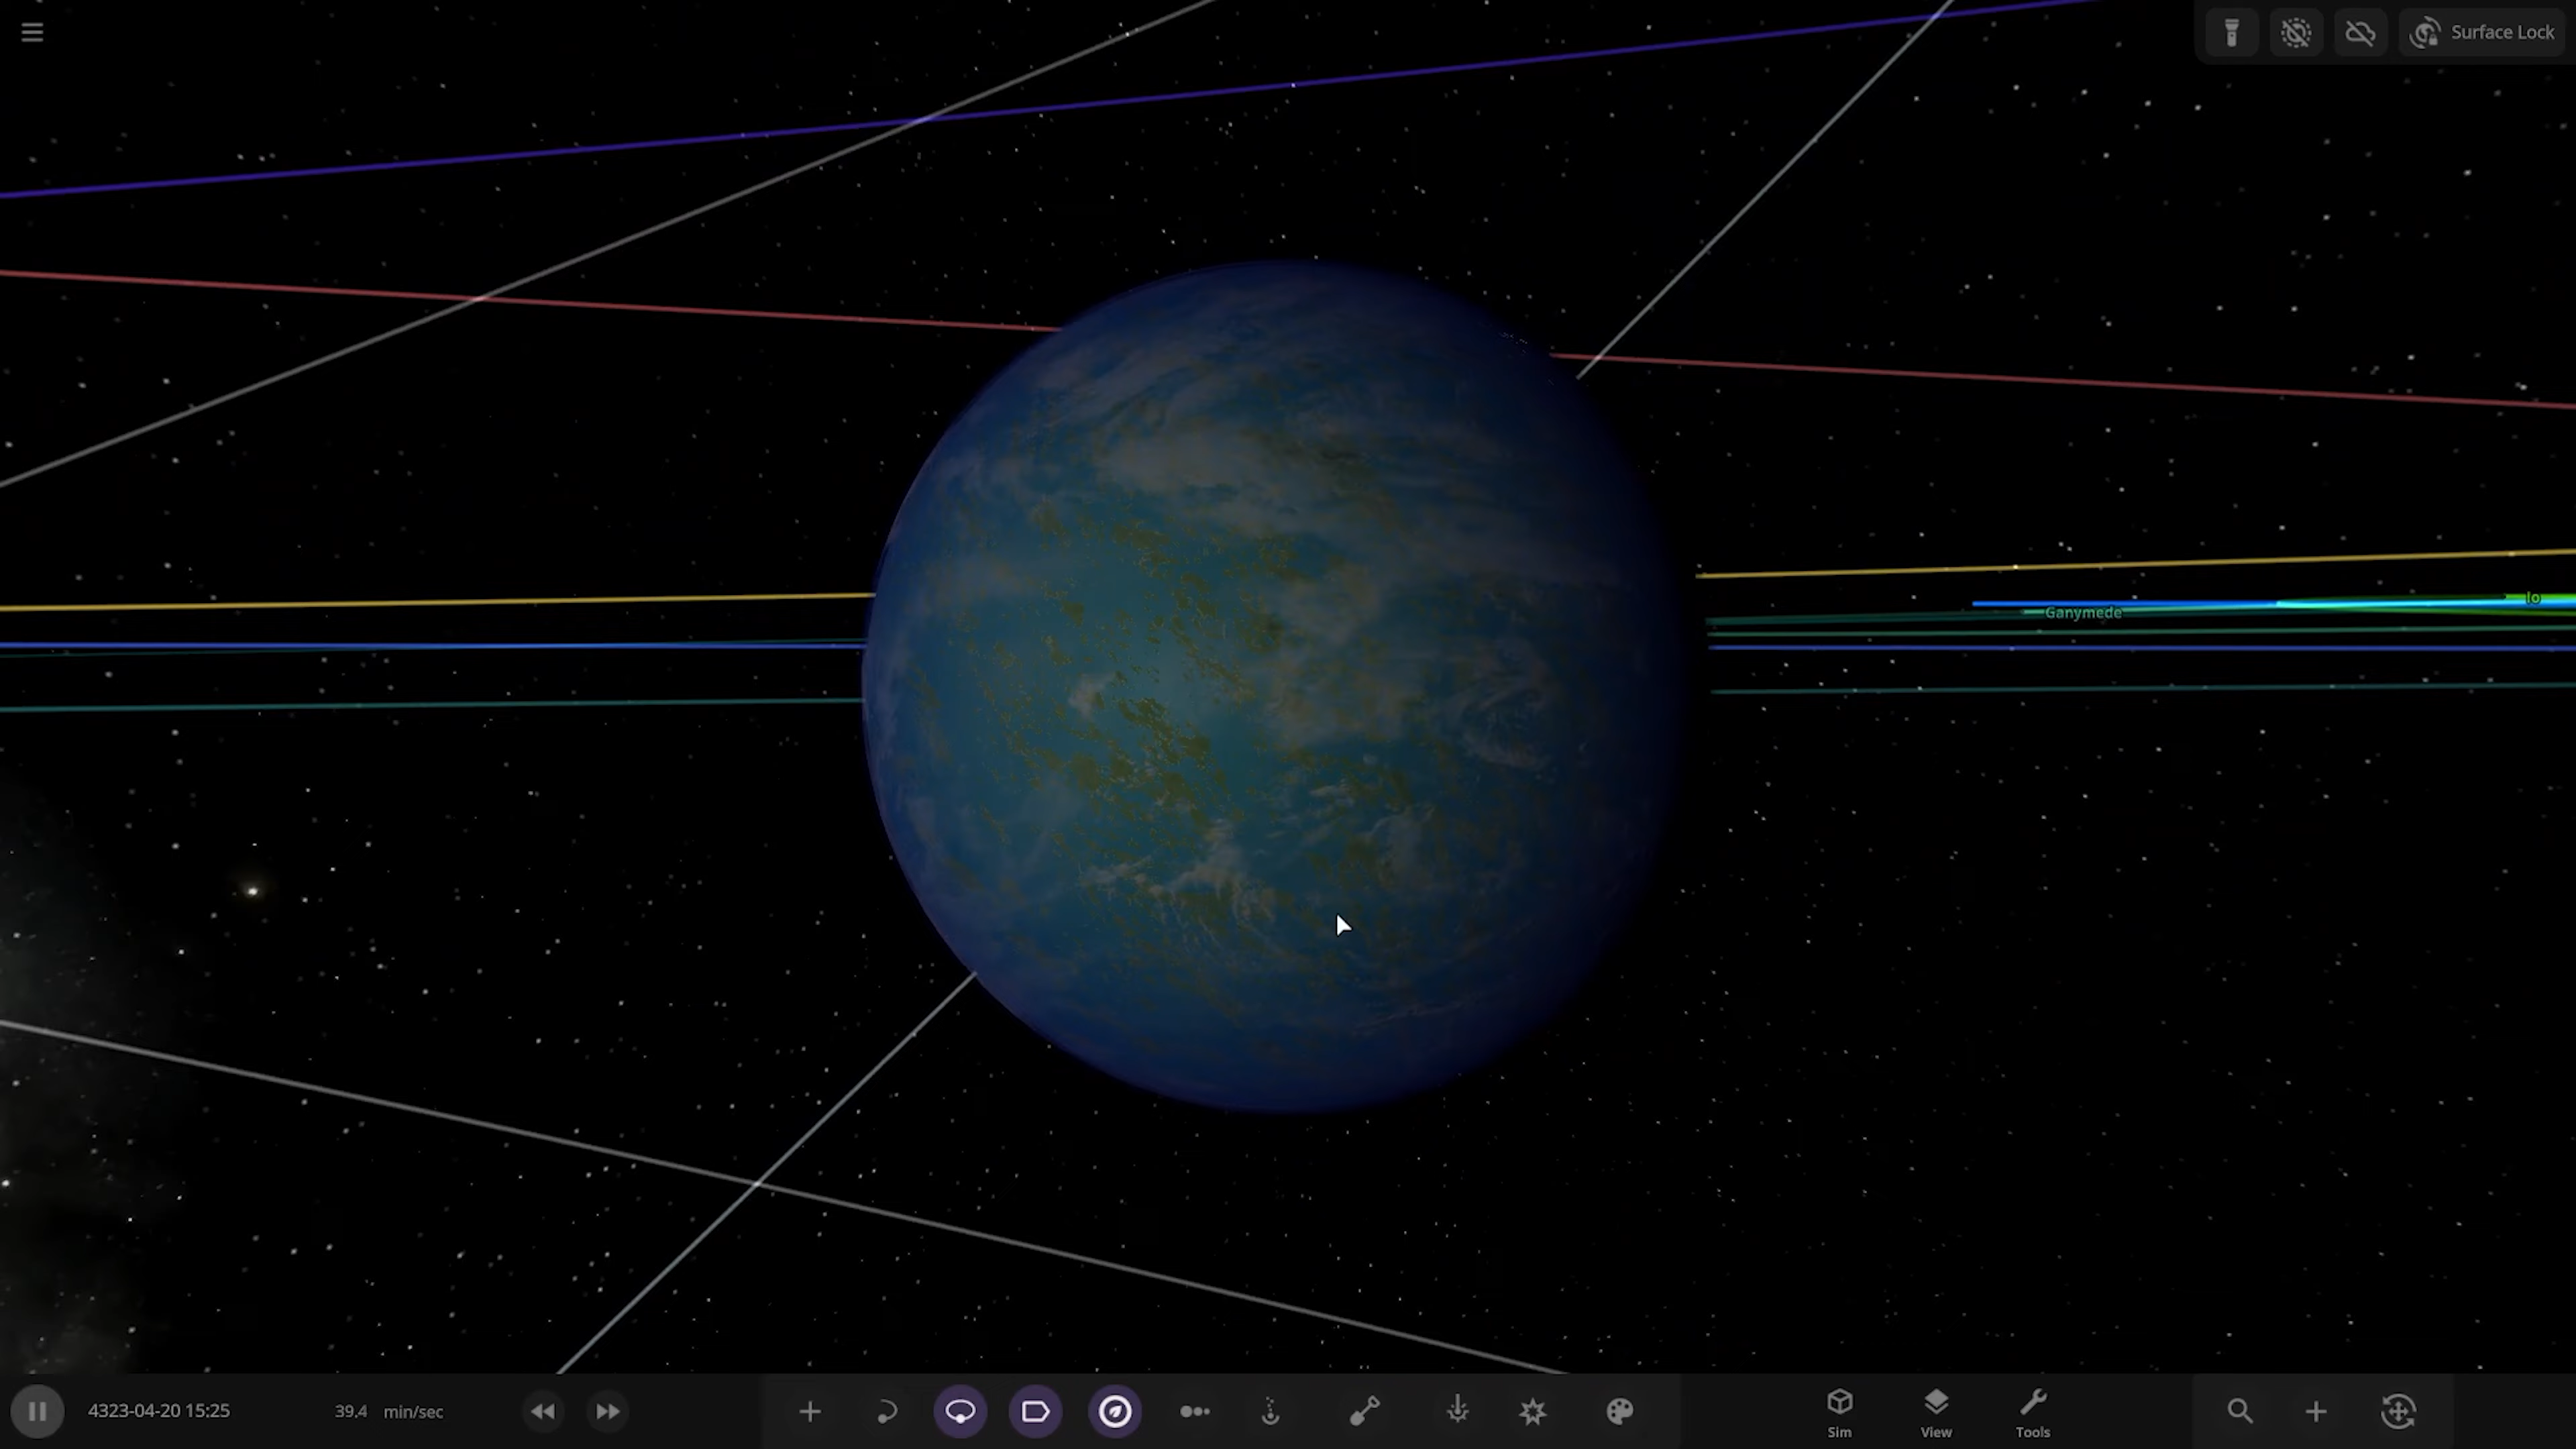 Surface Lock
Io
Ganymede
4323-04-20 15:25
39.4 min/sec
Sim
View
Tools